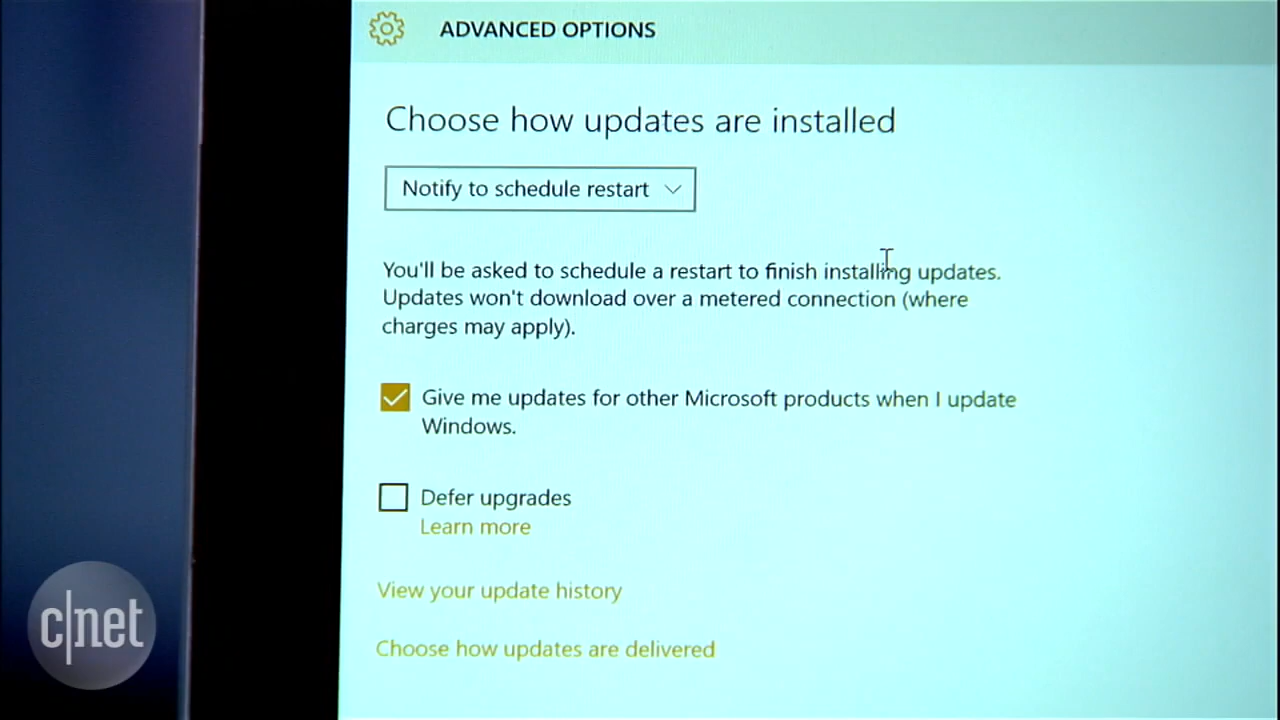 ADVANCED OPTIONS
Choose how updates are installed
Notify to schedule restart
You'll be asked to schedule a restart to finish installing updates.
Updates won't download over a metered connection (where
charges may apply).
Give me updates for other Microsoft products when I update
Windows.
Defer upgrades
Learn more
View your update history
Choose how updates are delivered
c|net